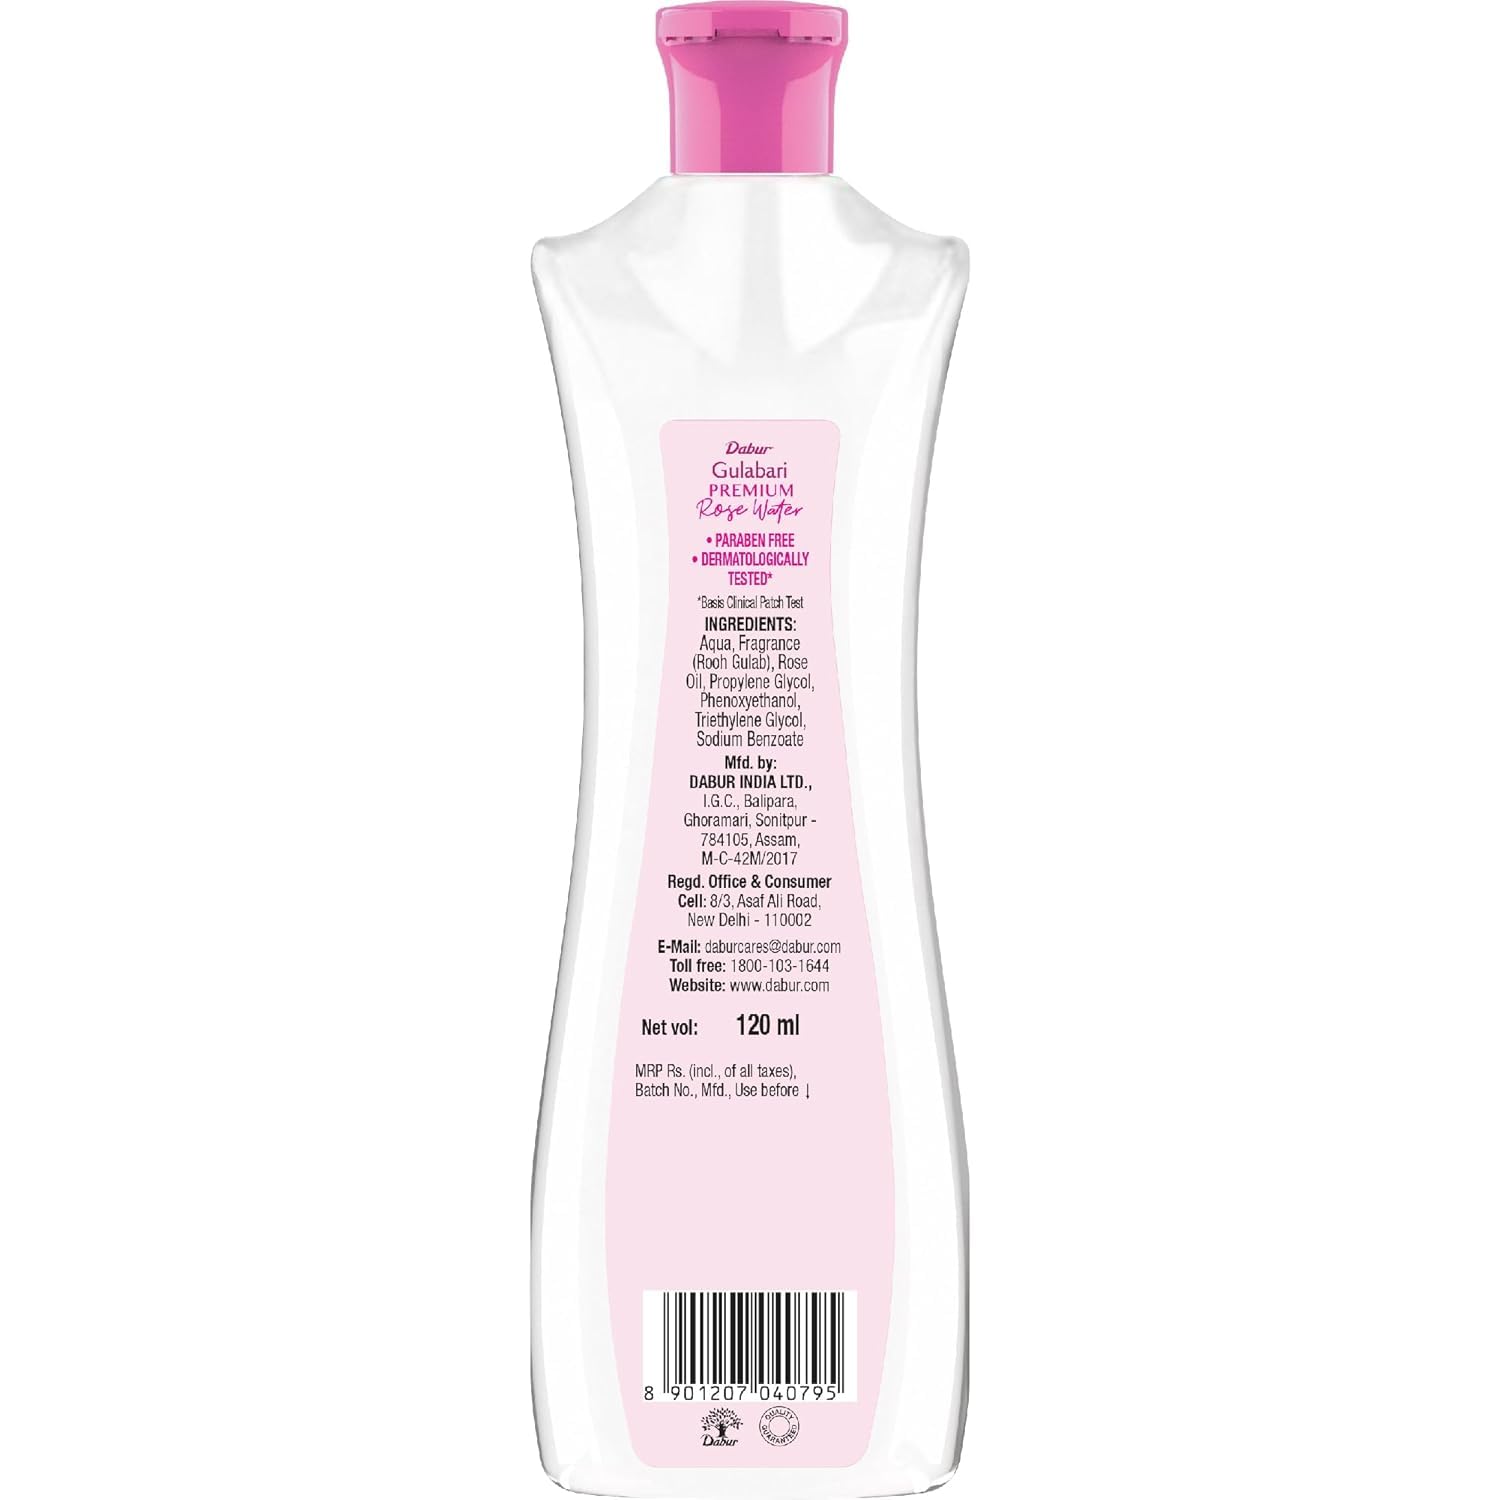 Dabur
Gulabari
PREMIUM
Rose Water
• PARABEN FREE
• DERMATOLOGICALLY
TESTED*
*Basis Clinical Patch Test
INGREDIENTS:
Aqua, Fragrance
(Rooh Gulab), Rose
Oil, Propylene Glycol,
Phenoxyethanol,
Triethylene Glycol,
Sodium Benzoate
Mfd. by:
DABUR INDIA LTD.,
I.G.C., Balipara,
Ghoramari, Sonitpur -
784105, Assam,
M-C-42M/2017
Regd. Office & Consumer
Cell: 8/3, Asaf Ali Road,
New Delhi - 110002
E-Mail: daburcares@dabur.com
Toll free: 1800-103-1644
Website: www.dabur.com
Net vol: 120 ml
MRP Rs. (incl., of all taxes),
Batch No., Mfd., Use before ↓
8 901207 040795
Dabur
QUALITY
GUARANTEED